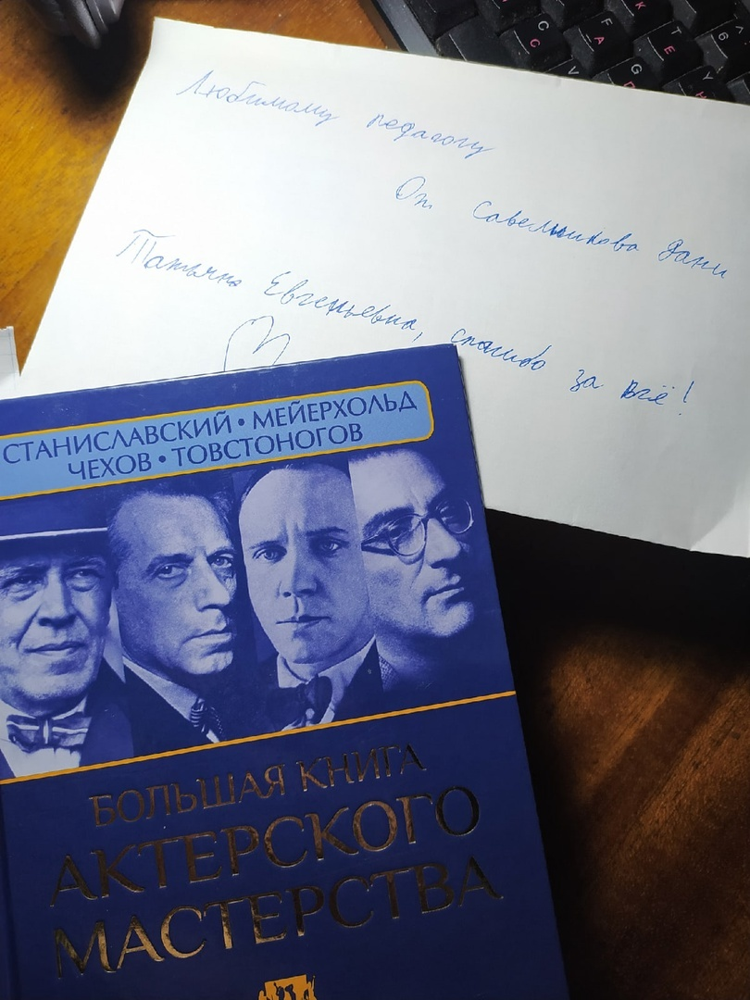 Любимому педагогу
От Савельникова Дани
Татьяна Евгеньевна, спасибо за всё!
СТАНИСЛАВСКИЙ • МЕЙЕРХОЛЬД
ЧЕХОВ • ТОВСТОНОГОВ
БОЛЬШАЯ КНИГА
АКТЕРСКОГО
МАСТЕРСТВА